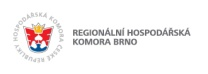 HOSPODÁŘSKÁ KOMORA ČESKÉ REPUBLIKY
REGIONÁLNÍ HOSPODÁŘSKÁ
KOMORA BRNO